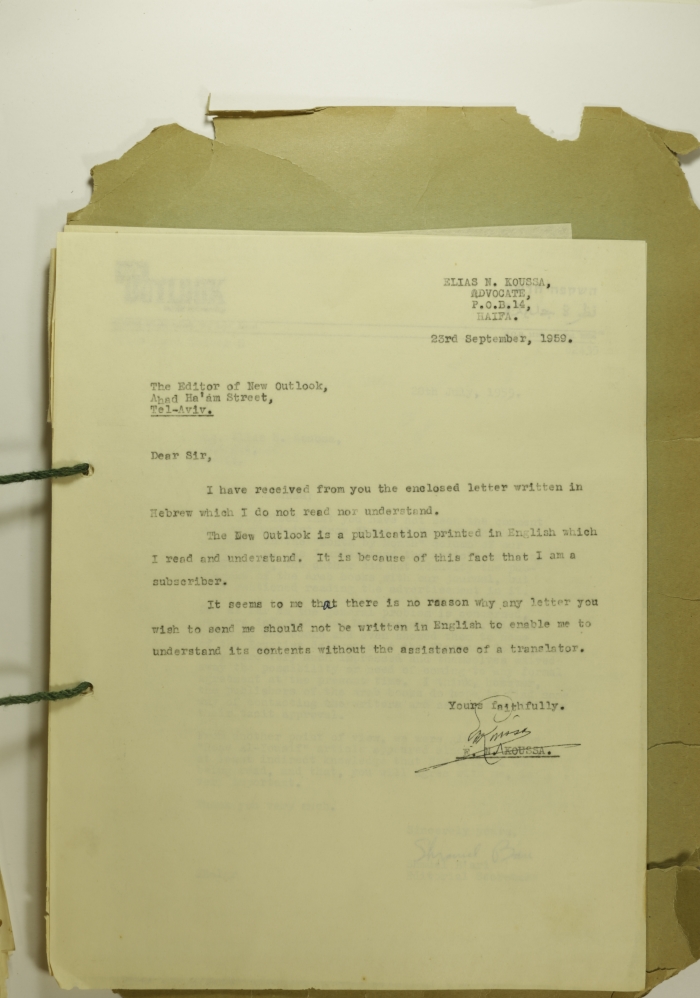 ELIAS N. KOUSSA,
ADVOCATE,
P.O.B.14,
HAIFA.
23rd September, 1959.
The Editor of New Outlook,
Ahad Ha'am Street,
Tel-Aviv.
Dear Sir,
I have received from you the enclosed letter written in
Hebrew which I do not read nor understand.
The New Outlook is a publication printed in English which
I read and understand. It is because of this fact that I am a
subscriber.
It seems to me that there is no reason why any letter you
wish to send me should not be written in English to enable me to
understand its contents without the assistance of a translator.
Yours faithfully.
E. N. KOUSSA.